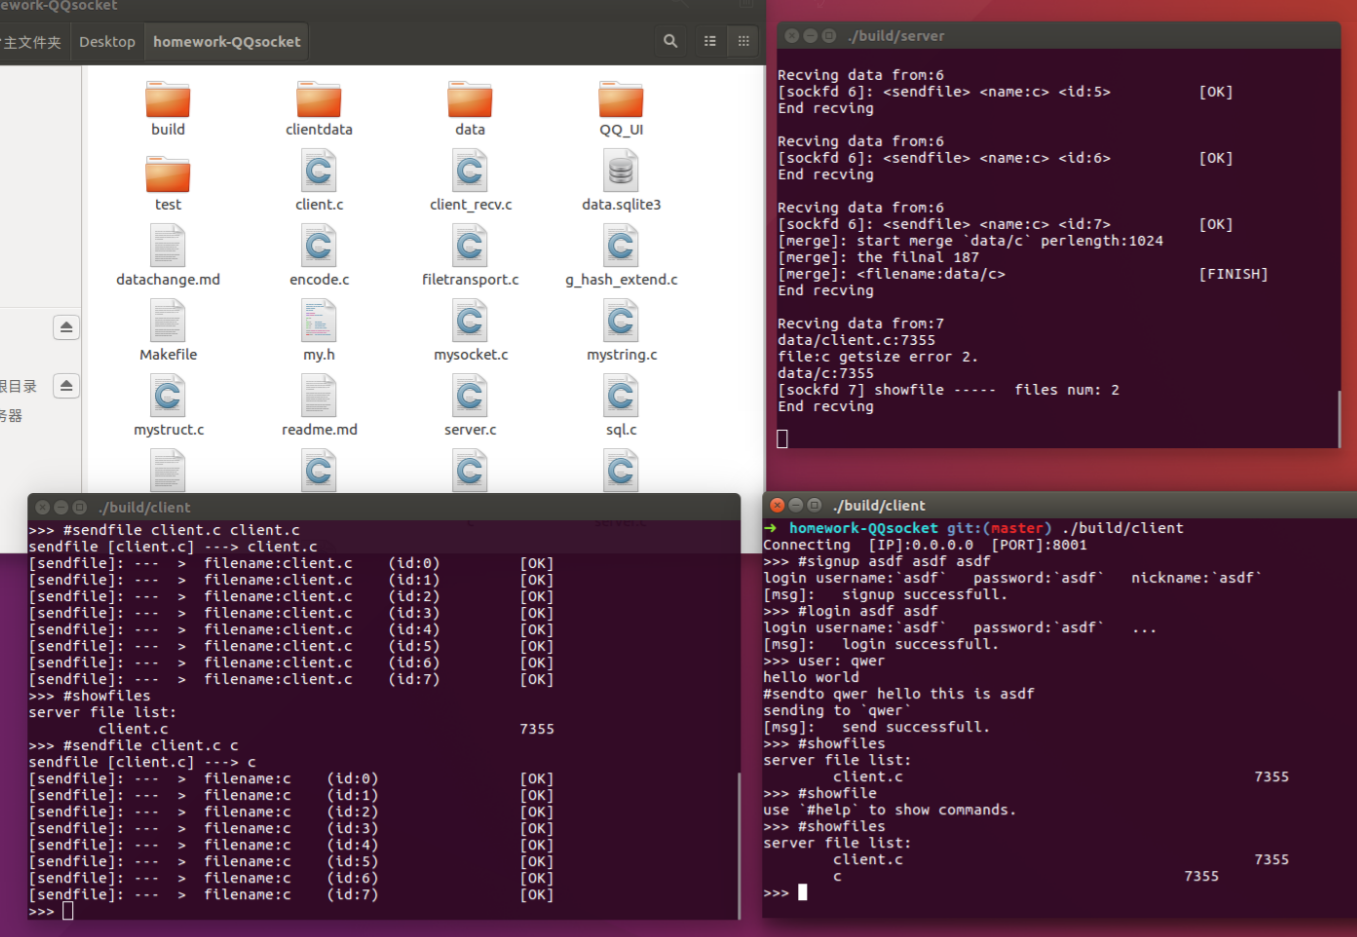 ework-QQsocket
主文件夹 Desktop homework-QQsocket
build clientdata data QQ_UI
test client.c client_recv.c data.sqlite3
datachange.md encode.c filetransport.c g_hash_extend.c
Makefile my.h mysocket.c mystring.c
根目录
务器
mystruct.c readme.md server.c sql.c
./build/server
Recving data from:6
[sockfd 6]: <sendfile> <name:c> <id:5> [OK]
End recving
Recving data from:6
[sockfd 6]: <sendfile> <name:c> <id:6> [OK]
End recving
Recving data from:6
[sockfd 6]: <sendfile> <name:c> <id:7> [OK]
[merge]: start merge `data/c` perlength:1024
[merge]: the filnal 187
[merge]: <filename:data/c> [FINISH]
End recving
Recving data from:7
data/client.c:7355
file:c getsize error 2.
data/c:7355
[sockfd 7] showfile ----- files num: 2
End recving
./build/client
>>> #sendfile client.c client.c
sendfile [client.c] ---> client.c
[sendfile]: --- > filename:client.c (id:0) [OK]
[sendfile]: --- > filename:client.c (id:1) [OK]
[sendfile]: --- > filename:client.c (id:2) [OK]
[sendfile]: --- > filename:client.c (id:3) [OK]
[sendfile]: --- > filename:client.c (id:4) [OK]
[sendfile]: --- > filename:client.c (id:5) [OK]
[sendfile]: --- > filename:client.c (id:6) [OK]
[sendfile]: --- > filename:client.c (id:7) [OK]
>>> #showfiles
server file list:
client.c 7355
>>> #sendfile client.c c
sendfile [client.c] ---> c
[sendfile]: --- > filename:c (id:0) [OK]
[sendfile]: --- > filename:c (id:1) [OK]
[sendfile]: --- > filename:c (id:2) [OK]
[sendfile]: --- > filename:c (id:3) [OK]
[sendfile]: --- > filename:c (id:4) [OK]
[sendfile]: --- > filename:c (id:5) [OK]
[sendfile]: --- > filename:c (id:6) [OK]
[sendfile]: --- > filename:c (id:7) [OK]
>>>
./build/client
➜ homework-QQsocket git:(master) ./build/client
Connecting [IP]:0.0.0.0 [PORT]:8001
>>> #signup asdf asdf asdf
login username:`asdf` password:`asdf` nickname:`asdf`
[msg]: signup successfull.
>>> #login asdf asdf
login username:`asdf` password:`asdf` ...
[msg]: login successfull.
>>> user: qwer
hello world
#sendto qwer hello this is asdf
sending to `qwer`
[msg]: send successfull.
>>> #showfiles
server file list:
client.c 7355
>>> #showfile
use `#help` to show commands.
>>> #showfiles
server file list:
client.c 7355
c 7355
>>>